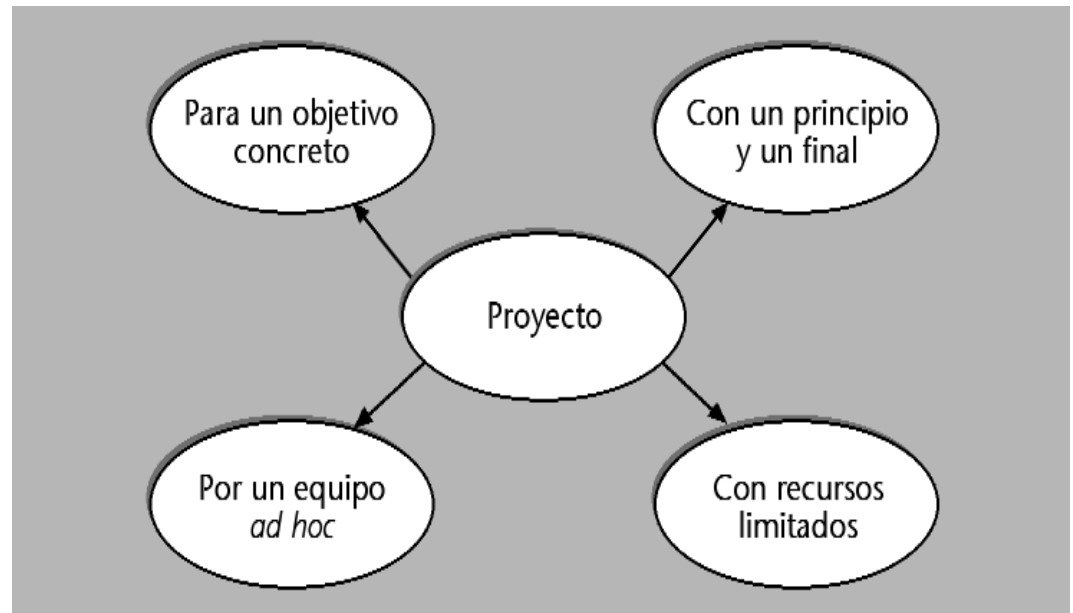 Para un objetivo
concreto
Con un principio
y un final
Proyecto
Por un equipo
ad hoc
Con recursos
limitados